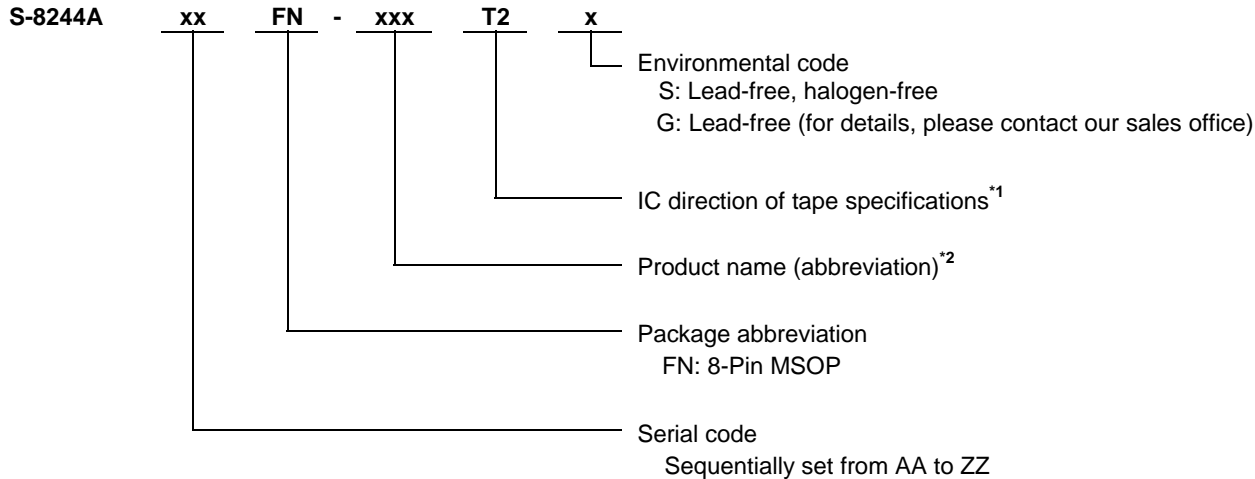 S-8244A xx FN - xxx T2 x
Environmental code
S: Lead-free, halogen-free
G: Lead-free (for details, please contact our sales office)
IC direction of tape specifications*1
Product name (abbreviation)*2
Package abbreviation
FN: 8-Pin MSOP
Serial code
Sequentially set from AA to ZZ